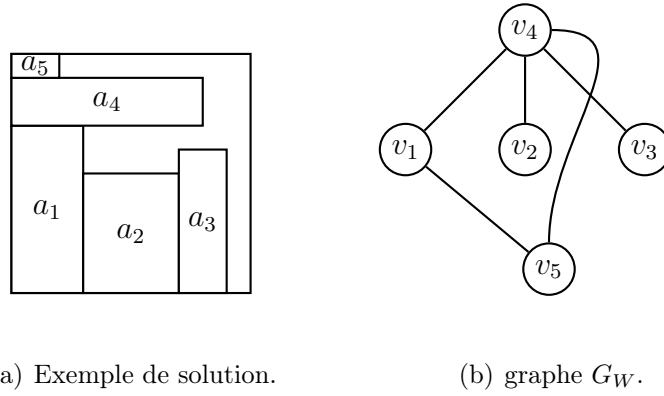 a5
a4
a1
a2
a3
v4
v1
v2
v3
v5
a) Exemple de solution.
(b) graphe GW.